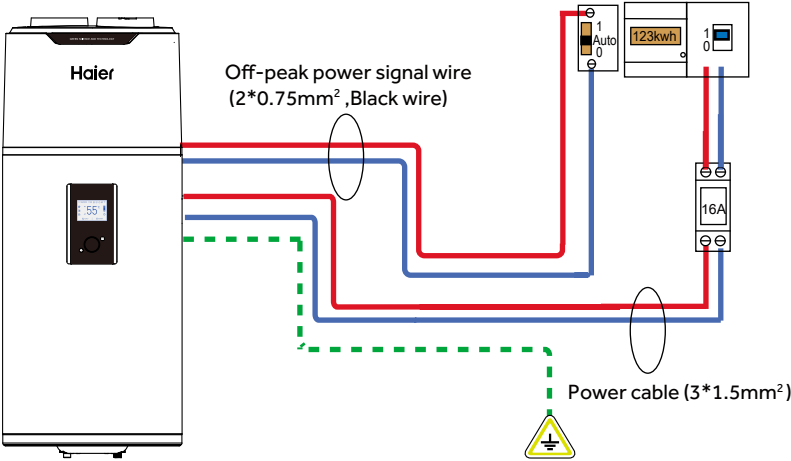 Haier
55
Off-peak power signal wire
(2*0.75mm² ,Black wire)
1
Auto
0
123kwh
1
0
16A
Power cable (3*1.5mm²)